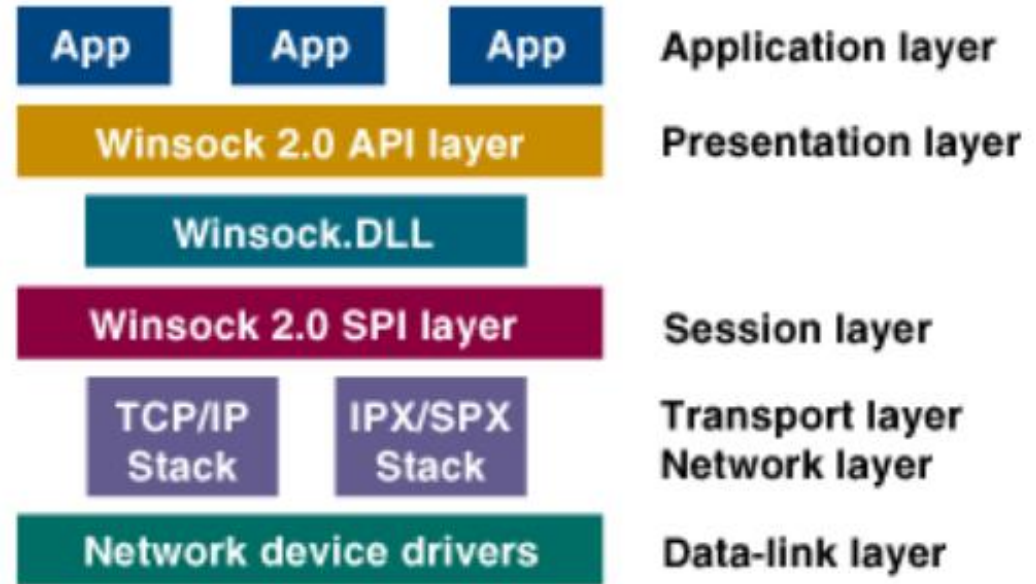 App App App Application layer
Winsock 2.0 API layer Presentation layer
Winsock.DLL
Winsock 2.0 SPI layer Session layer
TCP/IP IPX/SPX Transport layer
Stack Stack Network layer
Network device drivers Data-link layer